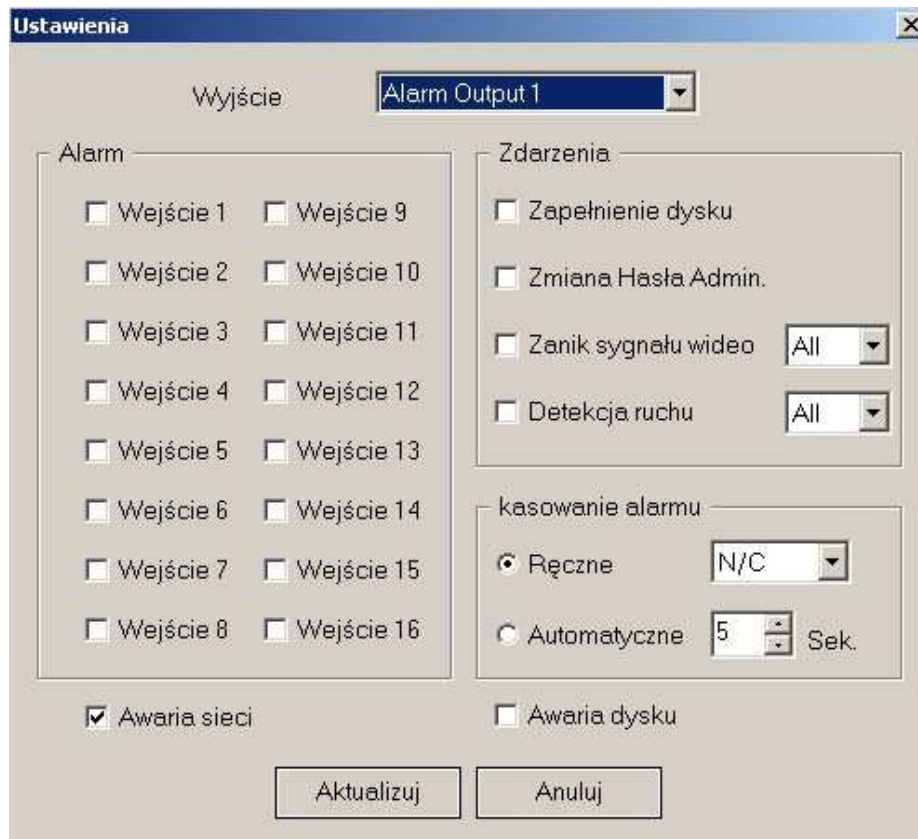 Ustawienia
Wyjście Alarm Output 1
Alarm
Wejście 1 Wejście 9
Wejście 2 Wejście 10
Wejście 3 Wejście 11
Wejście 4 Wejście 12
Wejście 5 Wejście 13
Wejście 6 Wejście 14
Wejście 7 Wejście 15
Wejście 8 Wejście 16
Zdarzenia
Zapełnienie dysku
Zmiana Hasła Admin.
Zanik sygnału wideo All
Detekcja ruchu All
kasowanie alarmu
Ręczne N/C
Automatyczne 5 Sek.
Awaria sieci Awaria dysku
Aktualizuj Anuluj